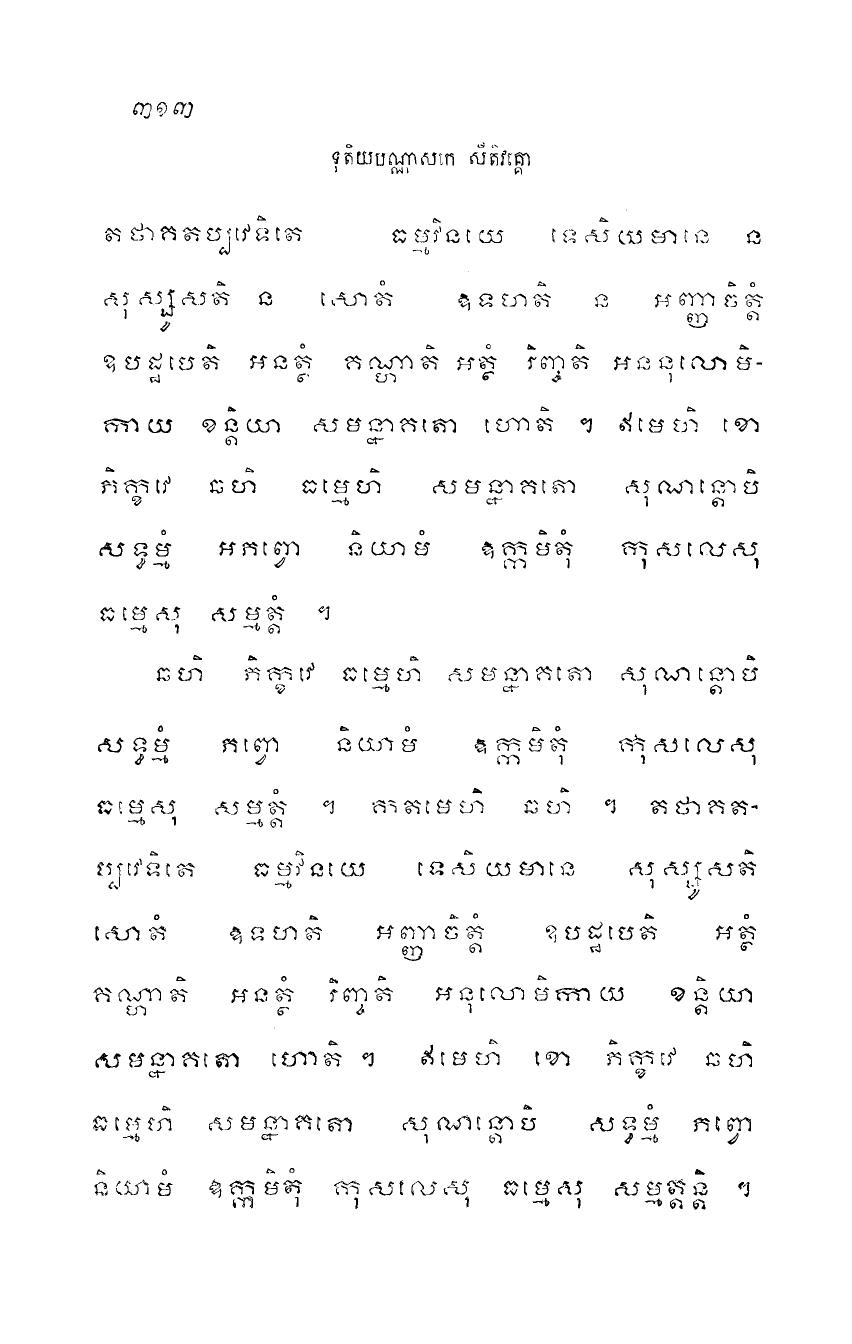 ៣១៣
ទុតិយបណ្ណាសកេ សីតិវគ្គោ
តថាគតប្បវេទិតេ ធម្មវិនយេ ទេសិយមានេ ន
សុស្សូសតិ ន សោតំ ឱទហតិ ន អញ្ញាចិត្តំ
ឧបដ្ឋបេតិ អនត្ថំ គណ្ហាតិ អត្ថំ រិញ្ចតិ អននុលោមិ-
កាយ ខន្តិយា សមន្នាគតោ ហោតិ ។ ឥមេហិ ខោ
ភិក្ខវេ ឆហិ ធម្មេហិ សមន្នាគតោ សុណន្តោបិ
សទ្ធម្មំ អភព្វោ និយាមំ ឱក្កមិតុំ កុសលេសុ
ធម្មេសុ សម្មត្តំ ។
ឆហិ ភិក្ខវេ ធម្មេហិ សមន្នាគតោ សុណន្តោបិ
សទ្ធម្មំ ភព្វោ និយាមំ ឱក្កមិតុំ កុសលេសុ
ធម្មេសុ សម្មត្តំ ។ កតមេហិ ឆហិ ។ តថាគត-
ប្បវេទិតេ ធម្មវិនយេ ទេសិយមានេ សុស្សូសតិ
សោតំ ឱទហតិ អញ្ញាចិត្តំ ឧបដ្ឋបេតិ អត្ថំ
គណ្ហាតិ អនត្ថំ រិញ្ចតិ អនុលោមិកាយ ខន្តិយា
សមន្នាគតោ ហោតិ ។ ឥមេហិ ខោ ភិក្ខវេ ឆហិ
ធម្មេហិ សមន្នាគតោ សុណន្តោបិ សទ្ធម្មំ ភព្វោ
និយាមំ ឱក្កមិតុំ កុសលេសុ ធម្មេសុ សម្មត្តន្តិ ។